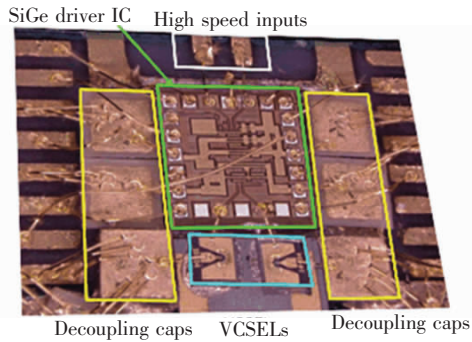 SiGe driver IC
High speed inputs
Decoupling caps
VCSELs
Decoupling caps